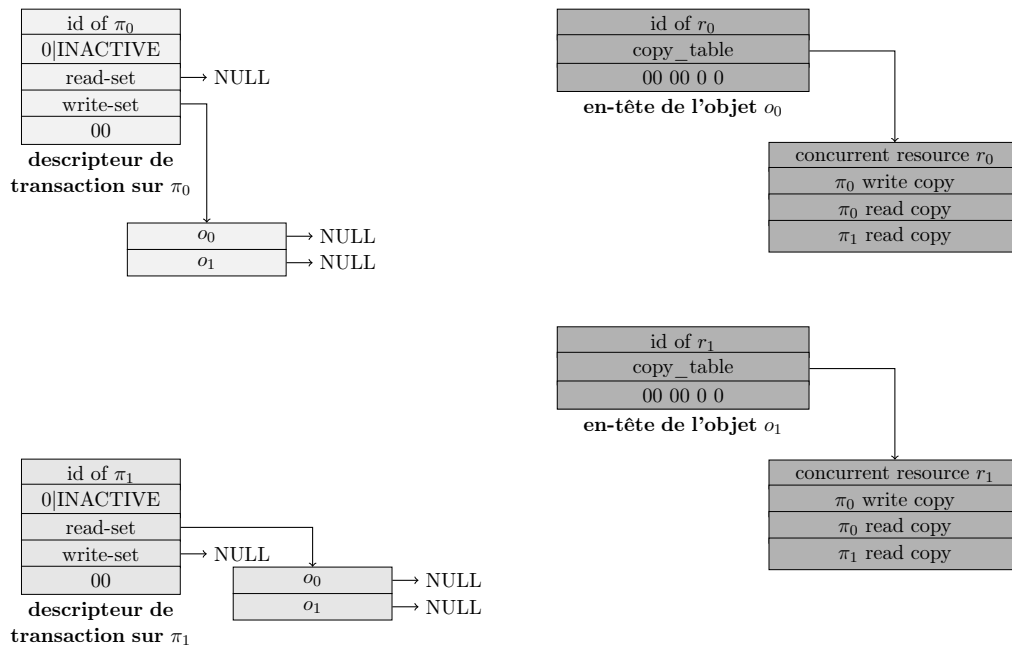 id of π₀
0|INACTIVE
read-set
NULL
write-set
00
descripteur de
transaction sur π₀
o₀
NULL
o₁
NULL
id of r₀
copy_table
00 00 0 0
en-tête de l'objet o₀
concurrent resource r₀
π₀ write copy
π₀ read copy
π₁ read copy
id of r₁
copy_table
00 00 0 0
en-tête de l'objet o₁
concurrent resource r₁
π₀ write copy
π₀ read copy
π₁ read copy
id of π₁
0|INACTIVE
read-set
write-set
NULL
00
descripteur de
transaction sur π₁
o₀
NULL
o₁
NULL